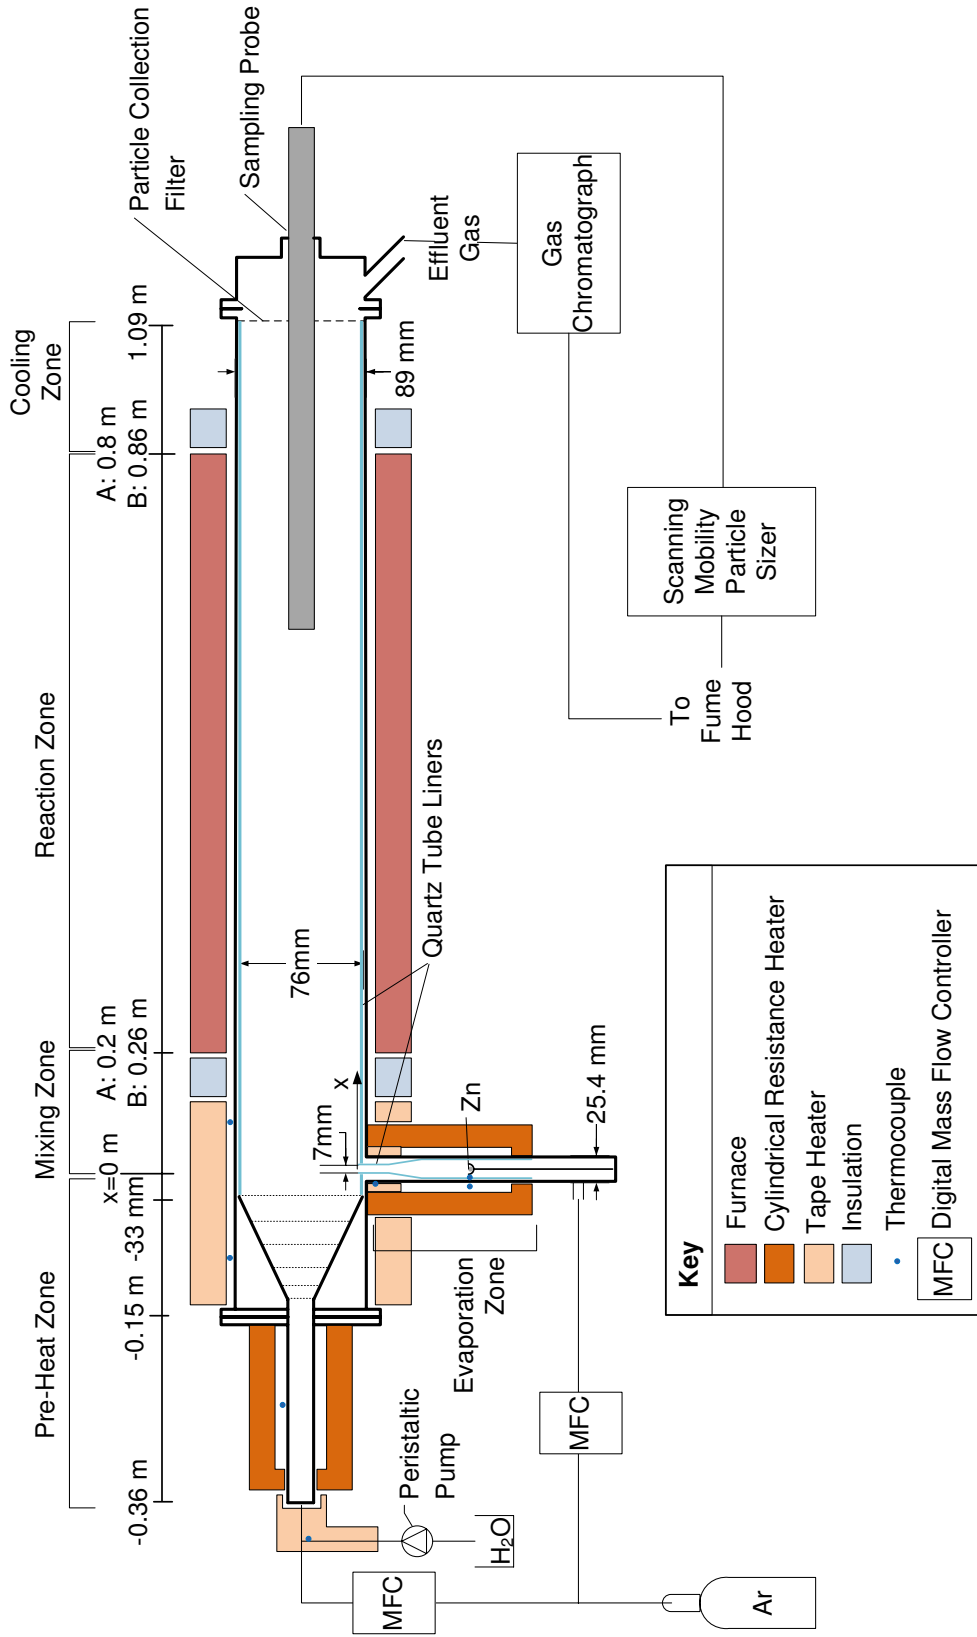 Pre-Heat Zone
Mixing Zone
Reaction Zone
Cooling
Zone
-0.36 m
-0.15 m
-33 mm
x=0 m
A: 0.2 m
B: 0.26 m
A: 0.8 m
B: 0.86 m
1.09 m
Particle Collection
Filter
Sampling Probe
76mm
89 mm
7mm
x
Quartz Tube Liners
Zn
25.4 mm
Evaporation
Zone
Peristaltic
Pump
H₂O
MFC
MFC
Ar
Effluent
Gas
Gas
Chromatograph
Scanning
Mobility
Particle
Sizer
To
Fume
Hood
Key
Furnace
Cylindrical Resistance Heater
Tape Heater
Insulation
Thermocouple
MFC Digital Mass Flow Controller